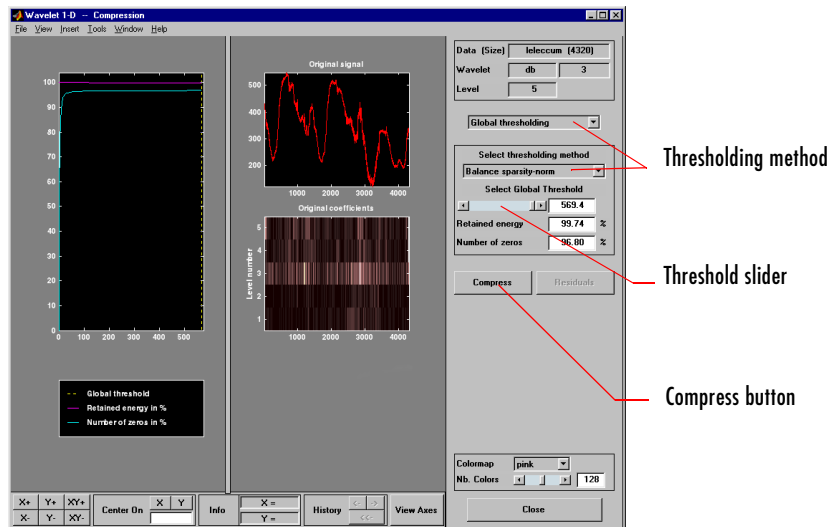 Wavelet 1-D -- Compression
File View Insert Tools Window Help
Data (Size) leleccum (4320)
Wavelet db 3
Level 5
Global thresholding
Select thresholding method
Balance sparsity-norm
Select Global Threshold
569.4
Retained energy 99.74 %
Number of zeros 96.80 %
Compress Residuals
Thresholding method
Threshold slider
Compress button
100
90
80
70
60
50
40
30
20
10
0
0 100 200 300 400 500
Global threshold
Retained energy in %
Number of zeros in %
Original signal
500
400
300
200
1000 2000 3000 4000
Original coefficients
Level number
5
4
3
2
1
1000 2000 3000 4000
Colormap pink
Nb. Colors 128
X+ Y+ XY+
X- Y- XY-
Center On X Y
Info X =
Y =
History <- ->
<<-
View Axes
Close